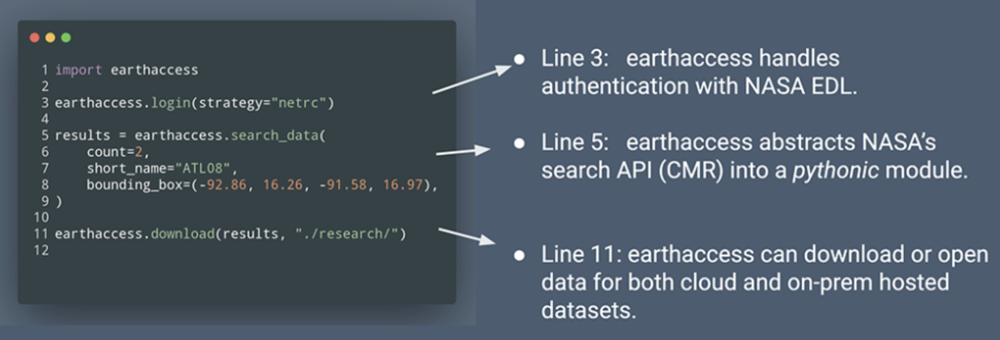 1 import earthaccess
2
3 earthaccess.login(strategy="netrc")
4
5 results = earthaccess.search_data(
6     count=2,
7     short_name="ATL08",
8     bounding_box=(-92.86, 16.26, -91.58, 16.97),
9 )
10
11 earthaccess.download(results, "./research/")
12
● Line 3:   earthaccess handles
authentication with NASA EDL.
● Line 5:   earthaccess abstracts NASA's
search API (CMR) into a pythonic module.
● Line 11: earthaccess can download or open
data for both cloud and on-prem hosted
datasets.